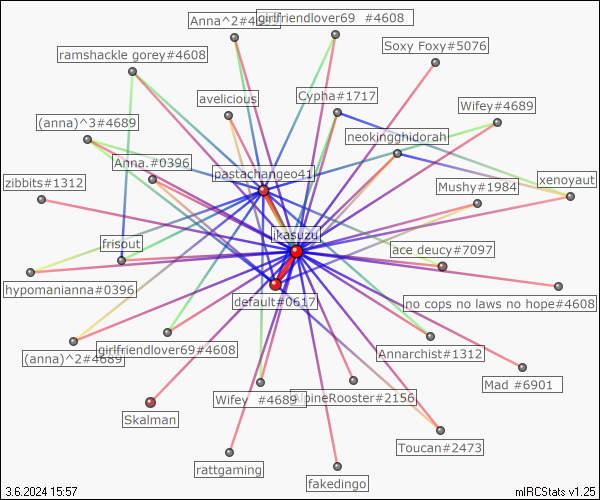 Anna^2#4
girlfriendlover69 #4608
Soxy Foxy#5076
ramshackle gorey#4608
avelicious
Cypha#1717
Wifey#4689
(anna)^3#4689
neokingghidorah
Anna.#0396
pastachangeo41
zibbits#1312
Mushy#1984
xenoyaut
ikasuzu
frisout
ace deucy#7097
hypomanianna#0396
default#0617
no cops no laws no hope#4608
(anna)^2#4689
girlfriendlover69#4608
Annarchist#1312
Mad #6901
Wifey #4689
AlpineRooster#2156
Skalman
Toucan#2473
rattgaming
fakedingo
3.6.2024 15:57
mIRCStats v1.25